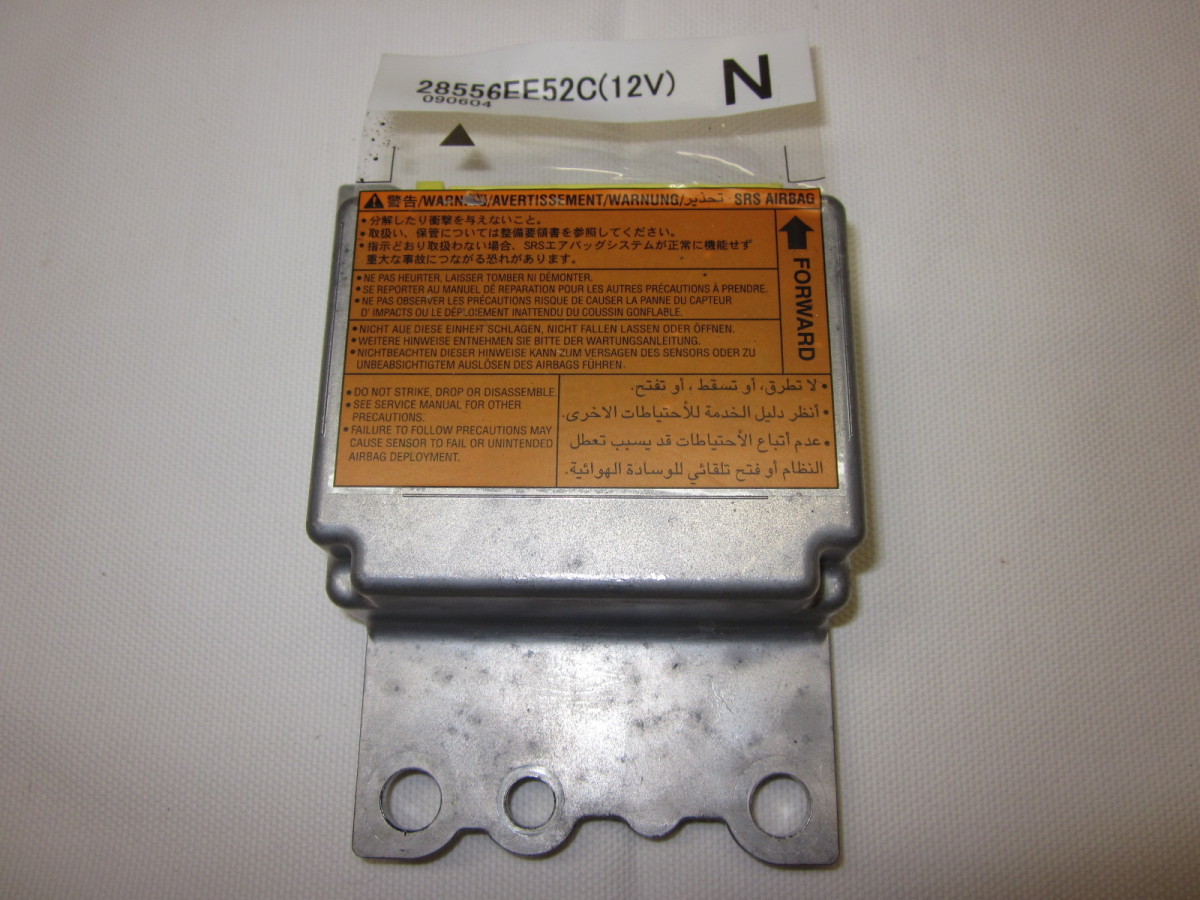 28556EE52C(12V) N
090604
警告/WARNING/AVERTISSEMENT/WARNUNG/تحذير SRS AIRBAG
•分解したり衝撃を与えないこと。
•取扱い、保管については整備要領書を参照してください。
•指示どおり取扱わない場合、SRSエアバッグシステムが正常に機能せず
重大な事故につながる恐れがあります。
FORWARD
•NE PAS HEURTER, LAISSER TOMBER NI DÉMONTER.
•SE REPORTER AU MANUEL DE REPARATION POUR LES AUTRES PRÉCAUTIONS À PRENDRE.
•NE PAS OBSERVER LES PRÉCAUTIONS RISQUE DE CAUSER LA PANNE DU CAPTEUR
D'IMPACTS OU LE DÉPLOIEMENT INATTENDU DU COUSSIN GONFLABLE.
•NICHT AUE DIESE EINHEIT SCHLAGEN, NICHT FALLEN LASSEN ODER ÖFFNEN.
•WEITERE HINWEISE ENTNEHMEN SIE BITTE DER WARTUNGSANLEITUNG.
•NICHTBEACHTEN DIESER HINWEISE KANN ZUM VERSAGEN DES SENSORS ODER ZU
UNBEABSICHTIGTEM AUSLÖSEN DES AIRBAGS FÜHREN.
•DO NOT STRIKE, DROP OR DISASSEMBLE.
•SEE SERVICE MANUAL FOR OTHER
PRECAUTIONS.
•FAILURE TO FOLLOW PRECAUTIONS MAY
CAUSE SENSOR TO FAIL OR UNINTENDED
AIRBAG DEPLOYMENT.
•لا تطرق، أو تسقط، أو تفتح.
•أنظر دليل الخدمة للأحتياطات الاخرى.
•عدم أتباع الأحتياطات قد يسبب تعطل
النظام أو فتح تلقائي للوسادة الهوائية.